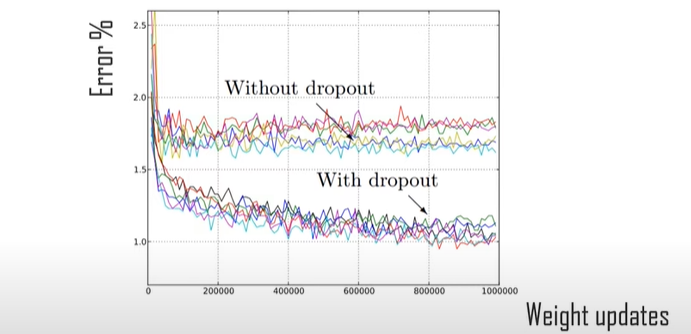 Error %
2.5
2.0
1.5
1.0
Without dropout
With dropout
0
200000
400000
600000
800000
1000000
Weight updates